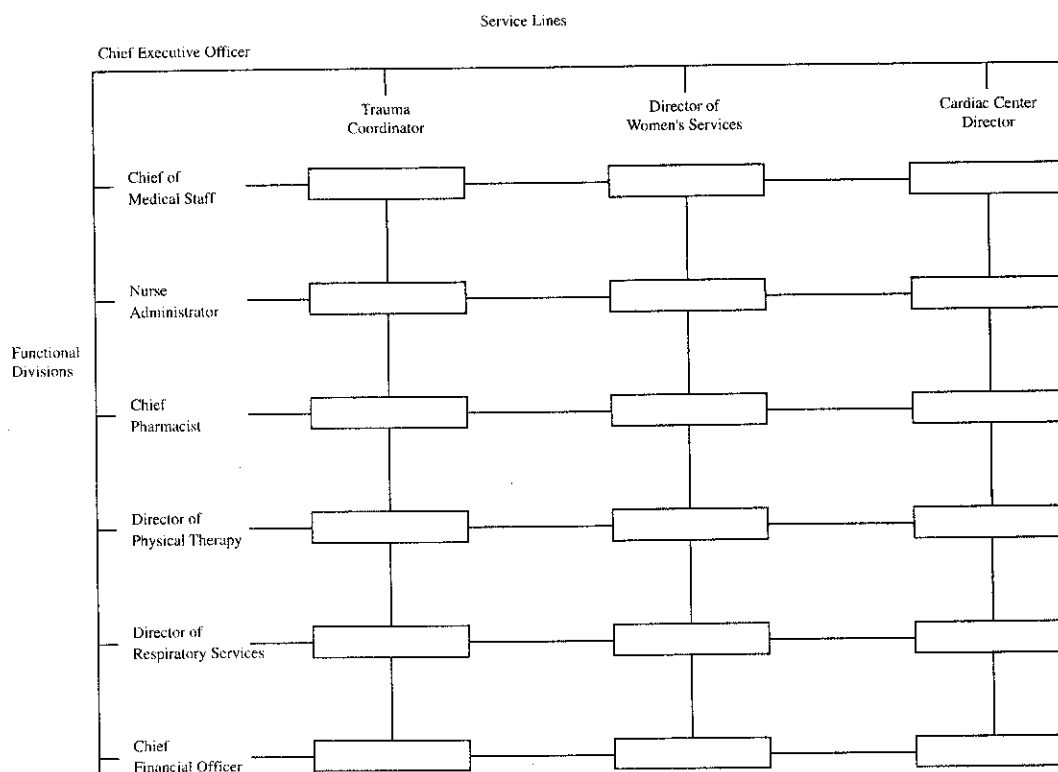 Service Lines
Chief Executive Officer
Trauma
Coordinator
Director of
Women's Services
Cardiac Center
Director
Chief of
Medical Staff
Nurse
Administrator
Functional
Divisions
Chief
Pharmacist
Director of
Physical Therapy
Director of
Respiratory Services
Chief
Financial Officer